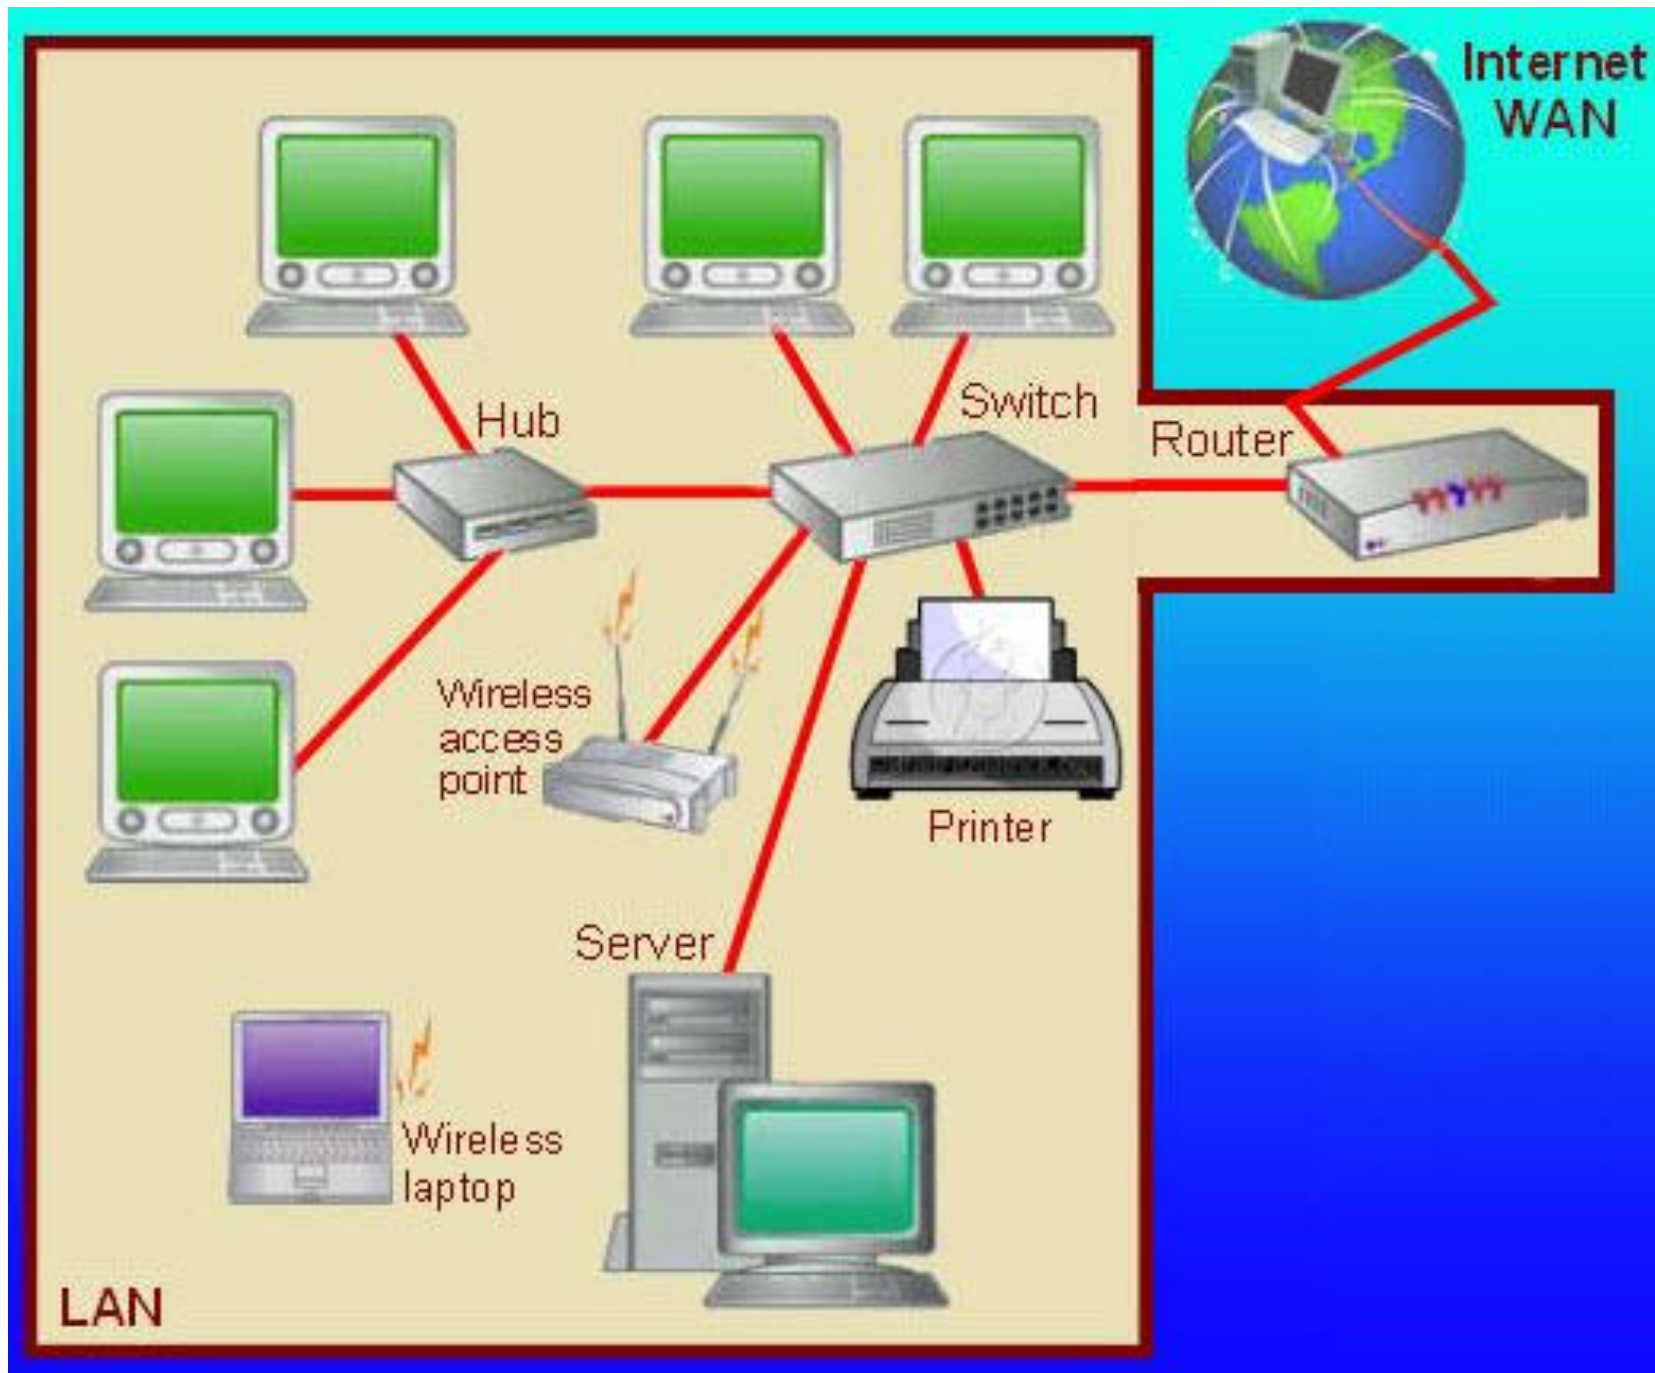 Internet
WAN
Hub
Switch
Router
Wireless
access
point
Printer
Server
Wireless
laptop
LAN